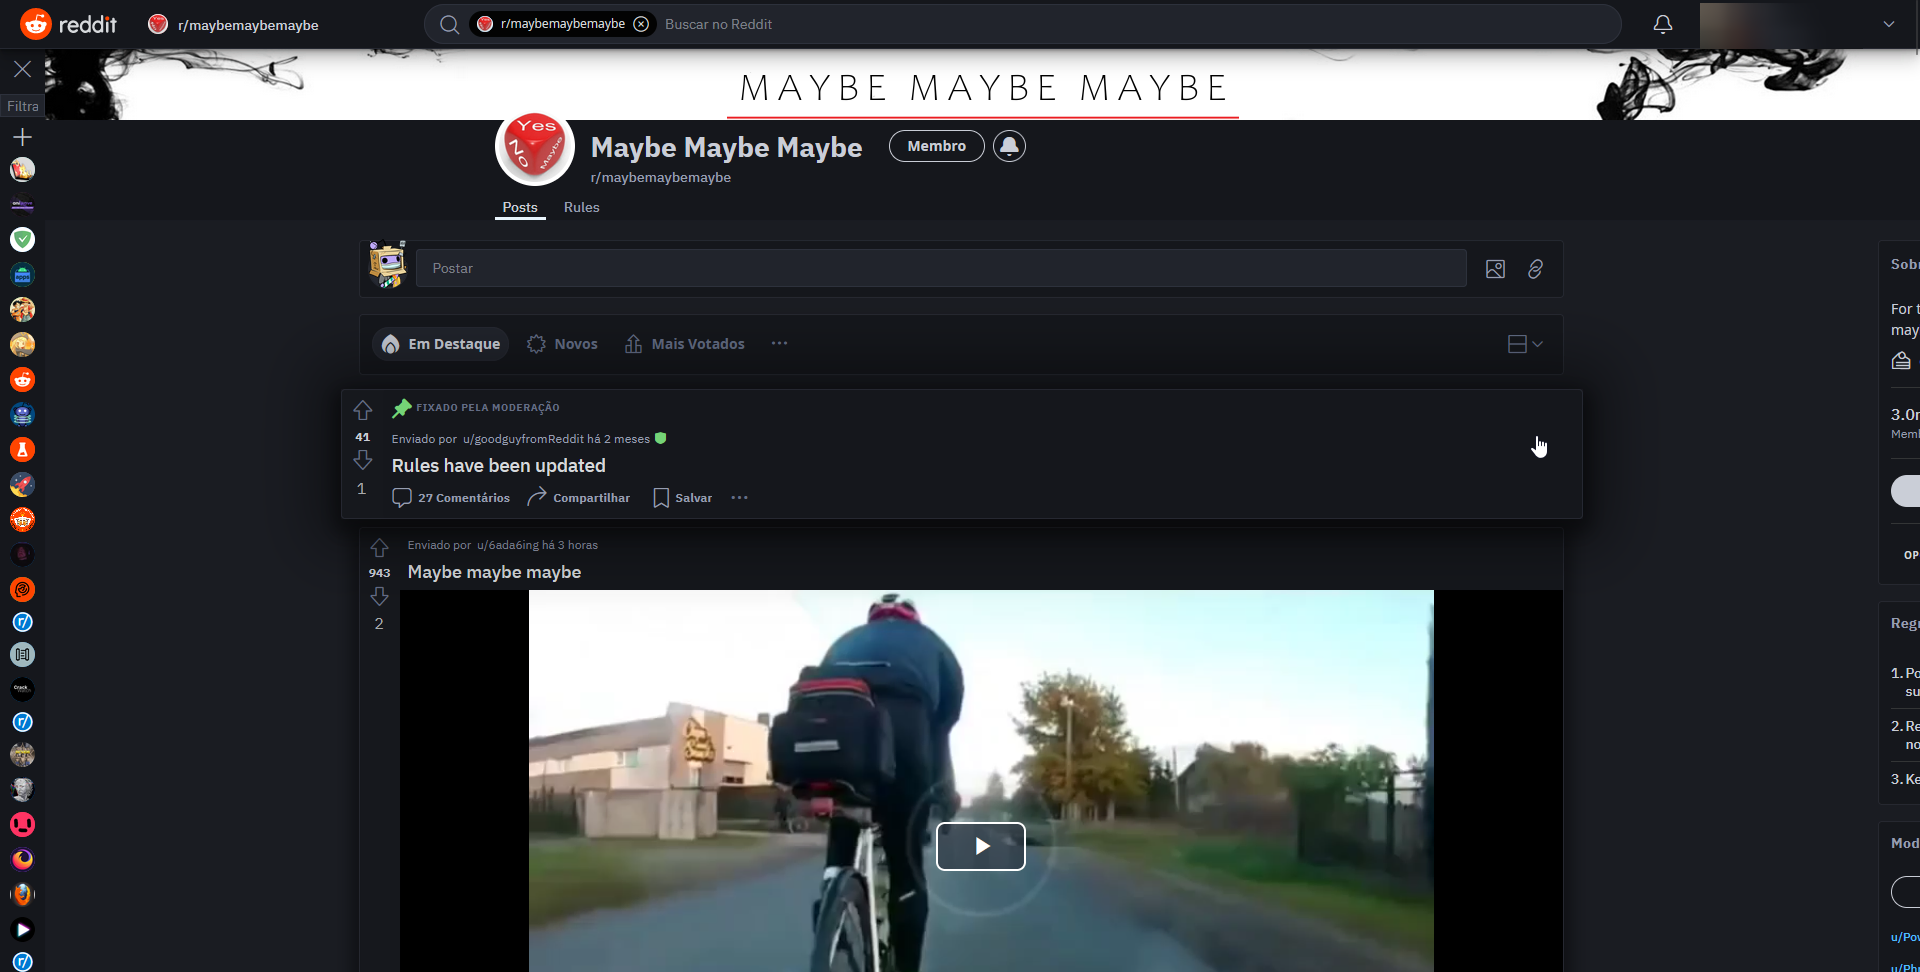 reddit
r/maybemaybemaybe
r/maybemaybemaybe
Buscar no Reddit
Filtra
MAYBE MAYBE MAYBE
Yes
No
Maybe
Maybe Maybe Maybe
Membro
r/maybemaybemaybe
Posts
Rules
Postar
Em Destaque
Novos
Mais Votados
FIXADO PELA MODERAÇÃO
41
Enviado por u/goodguyfromReddit há 2 meses
Rules have been updated
1
27 Comentários
Compartilhar
Salvar
Enviado por u/6ada6ing há 3 horas
943
Maybe maybe maybe
2
Sob
For t
may
3.0
Mem
OP
Reg
1. Po
su
2. Re
no
3. Ke
Mod
u/Po
u/Ph